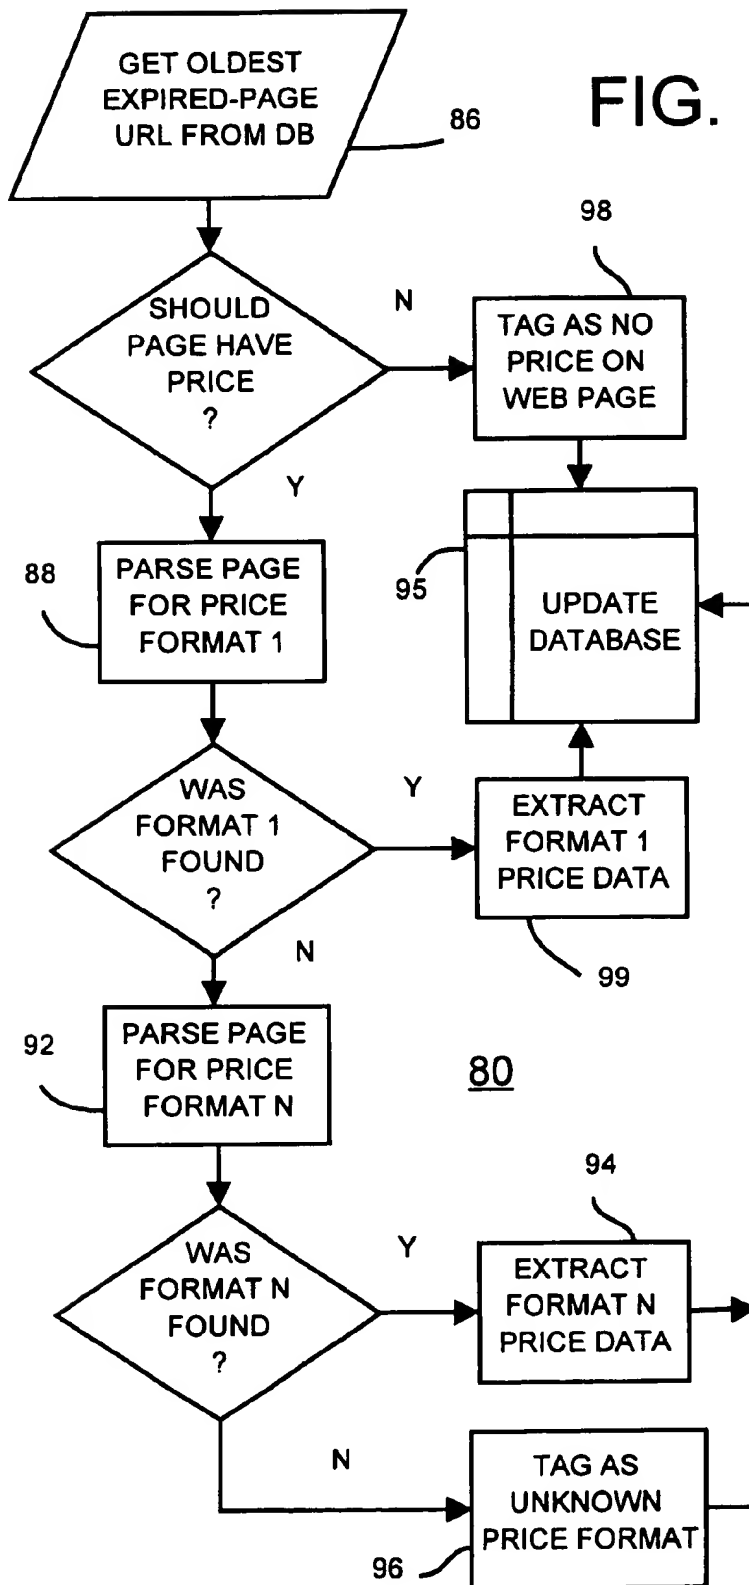 GET OLDEST
EXPIRED-PAGE
URL FROM DB
86
FIG.
98
SHOULD
PAGE HAVE
PRICE
?
N
TAG AS NO
PRICE ON
WEB PAGE
Y
88
PARSE PAGE
FOR PRICE
FORMAT 1
95
UPDATE
DATABASE
WAS
FORMAT 1
FOUND
?
Y
EXTRACT
FORMAT 1
PRICE DATA
N
99
92
PARSE PAGE
FOR PRICE
FORMAT N
80
94
WAS
FORMAT N
FOUND
?
Y
EXTRACT
FORMAT N
PRICE DATA
N
TAG AS
UNKNOWN
PRICE FORMAT
96